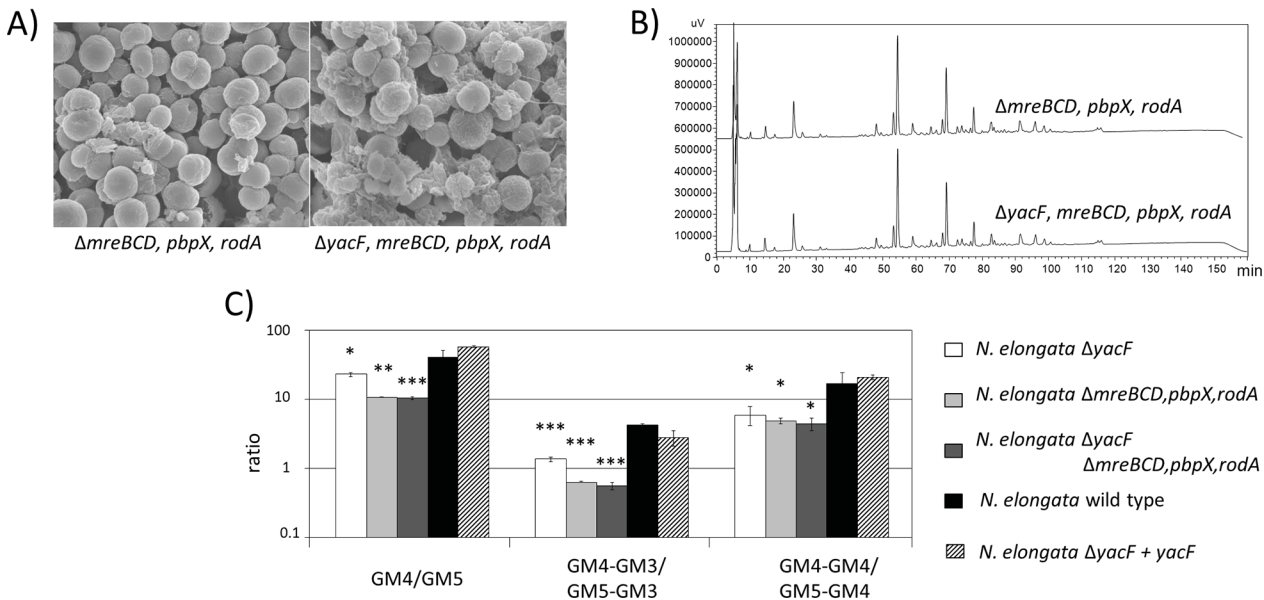 A)
ΔmreBCD, pbpX, rodA
ΔyacF, mreBCD, pbpX, rodA
B)
uV
1000000
900000
800000
700000
600000
500000
400000
300000
200000
100000
0
ΔmreBCD, pbpX, rodA
ΔyacF, mreBCD, pbpX, rodA
0 10 20 30 40 50 60 70 80 90 100 110 120 130 140 150 min
C)
ratio
100
10
1
0.1
* ** ***
*** *** ***
* * *
GM4/GM5
GM4-GM3/
GM5-GM3
GM4-GM4/
GM5-GM4
N. elongata ΔyacF
N. elongata ΔmreBCD,pbpX,rodA
N. elongata ΔyacF
ΔmreBCD,pbpX,rodA
N. elongata wild type
N. elongata ΔyacF + yacF